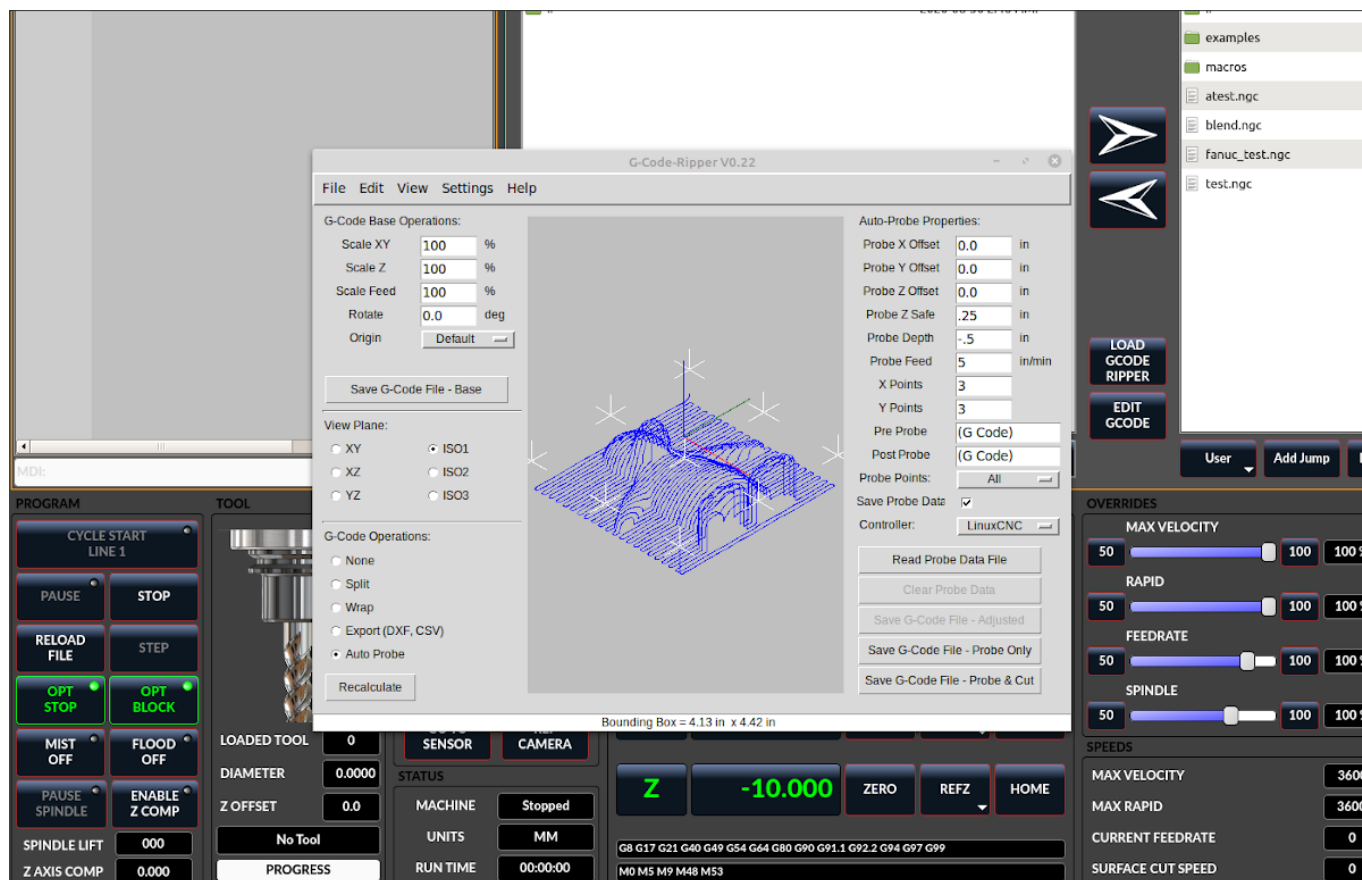 examples
macros
atest.ngc
blend.ngc
fanuc_test.ngc
test.ngc
G-Code-Ripper V0.22
File Edit View Settings Help
G-Code Base Operations:
Scale XY 100 %
Scale Z 100 %
Scale Feed 100 %
Rotate 0.0 deg
Origin Default
Save G-Code File - Base
View Plane:
XY ISO1
XZ ISO2
YZ ISO3
G-Code Operations:
None
Split
Wrap
Export (DXF, CSV)
Auto Probe
Recalculate
Auto-Probe Properties:
Probe X Offset 0.0 in
Probe Y Offset 0.0 in
Probe Z Offset 0.0 in
Probe Z Safe .25 in
Probe Depth -.5 in
Probe Feed 5 in/min
X Points 3
Y Points 3
Pre Probe (G Code)
Post Probe (G Code)
Probe Points: All
Save Probe Data
Controller: LinuxCNC
Read Probe Data File
Clear Probe Data
Save G-Code File - Adjusted
Save G-Code File - Probe Only
Save G-Code File - Probe & Cut
Bounding Box = 4.13 in x 4.42 in
LOAD
GCODE
RIPPER
EDIT
GCODE
User Add Jump
MDI:
PROGRAM
CYCLE START
LINE 1
PAUSE STOP
RELOAD
FILE
STEP
OPT
STOP
OPT
BLOCK
MIST
OFF
FLOOD
OFF
PAUSE
SPINDLE
ENABLE
Z COMP
SPINDLE LIFT 000
Z AXIS COMP 0.000
TOOL
LOADED TOOL 0
DIAMETER 0.0000
Z OFFSET 0.0
No Tool
PROGRESS
SENSOR
CAMERA
STATUS
MACHINE Stopped
UNITS MM
RUN TIME 00:00:00
Z -10.000 ZERO REFZ HOME
G8 G17 G21 G40 G49 G54 G64 G80 G90 G91.1 G92.2 G94 G97 G99
M0 M5 M9 M48 M53
OVERRIDES
MAX VELOCITY
50 100 100 %
RAPID
50 100 100 %
FEEDRATE
50 100 100 %
SPINDLE
50 100 100 %
SPEEDS
MAX VELOCITY 3600
MAX RAPID 3600
CURRENT FEEDRATE 0
SURFACE CUT SPEED 0